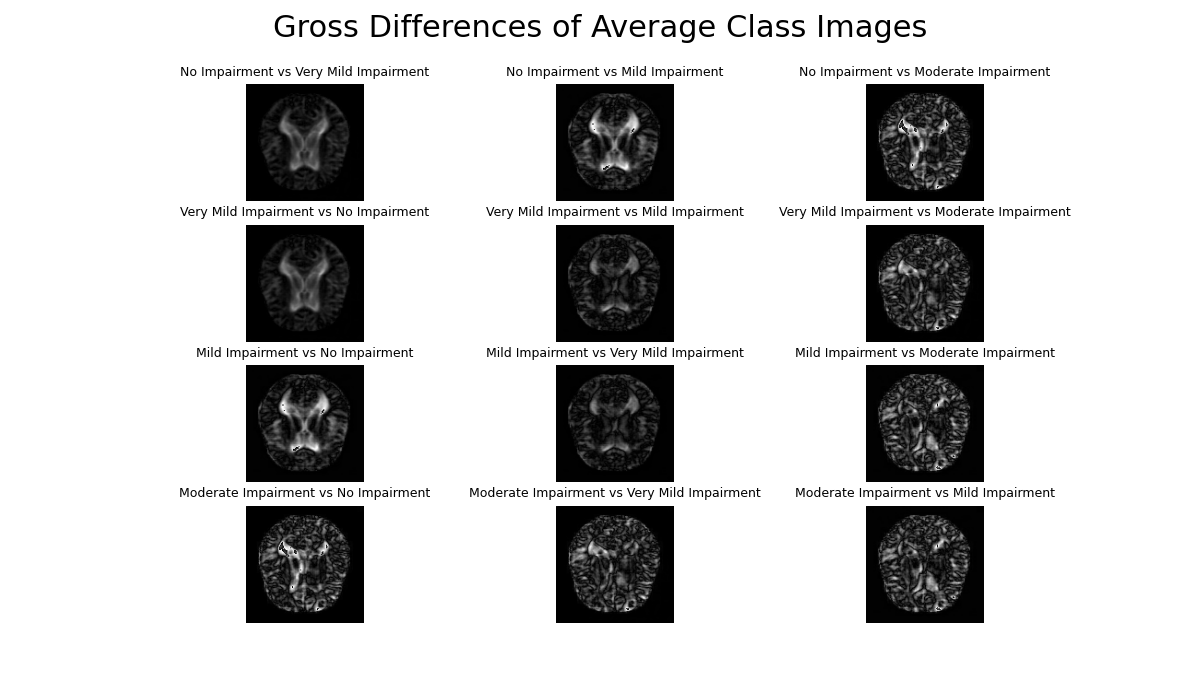 Gross Differences of Average Class Images
No Impairment vs Very Mild Impairment
No Impairment vs Mild Impairment
No Impairment vs Moderate Impairment
Very Mild Impairment vs No Impairment
Very Mild Impairment vs Mild Impairment
Very Mild Impairment vs Moderate Impairment
Mild Impairment vs No Impairment
Mild Impairment vs Very Mild Impairment
Mild Impairment vs Moderate Impairment
Moderate Impairment vs No Impairment
Moderate Impairment vs Very Mild Impairment
Moderate Impairment vs Mild Impairment